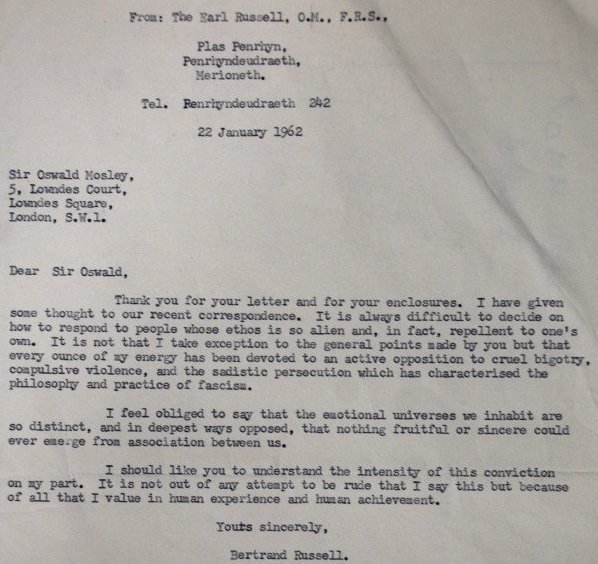 From: The Earl Russell, O.M., F.R.S.,
Plas Penrhyn,
Penrhyndeudraeth,
Merioneth.
Tel. Penrhyndeudraeth 242
22 January 1962
Sir Oswald Mosley,
5, Lowndes Court,
Lowndes Square,
London, S.W.1.
Dear Sir Oswald,
Thank you for your letter and for your enclosures. I have given
some thought to our recent correspondence. It is always difficult to decide on
how to respond to people whose ethos is so alien and, in fact, repellent to one's
own. It is not that I take exception to the general points made by you but that
every ounce of my energy has been devoted to an active opposition to cruel bigotry,
compulsive violence, and the sadistic persecution which has characterised the
philosophy and practice of fascism.
I feel obliged to say that the emotional universes we inhabit are
so distinct, and in deepest ways opposed, that nothing fruitful or sincere could
ever emerge from association between us.
I should like you to understand the intensity of this conviction
on my part. It is not out of any attempt to be rude that I say this but because
of all that I value in human experience and human achievement.
Yours sincerely,
Bertrand Russell.